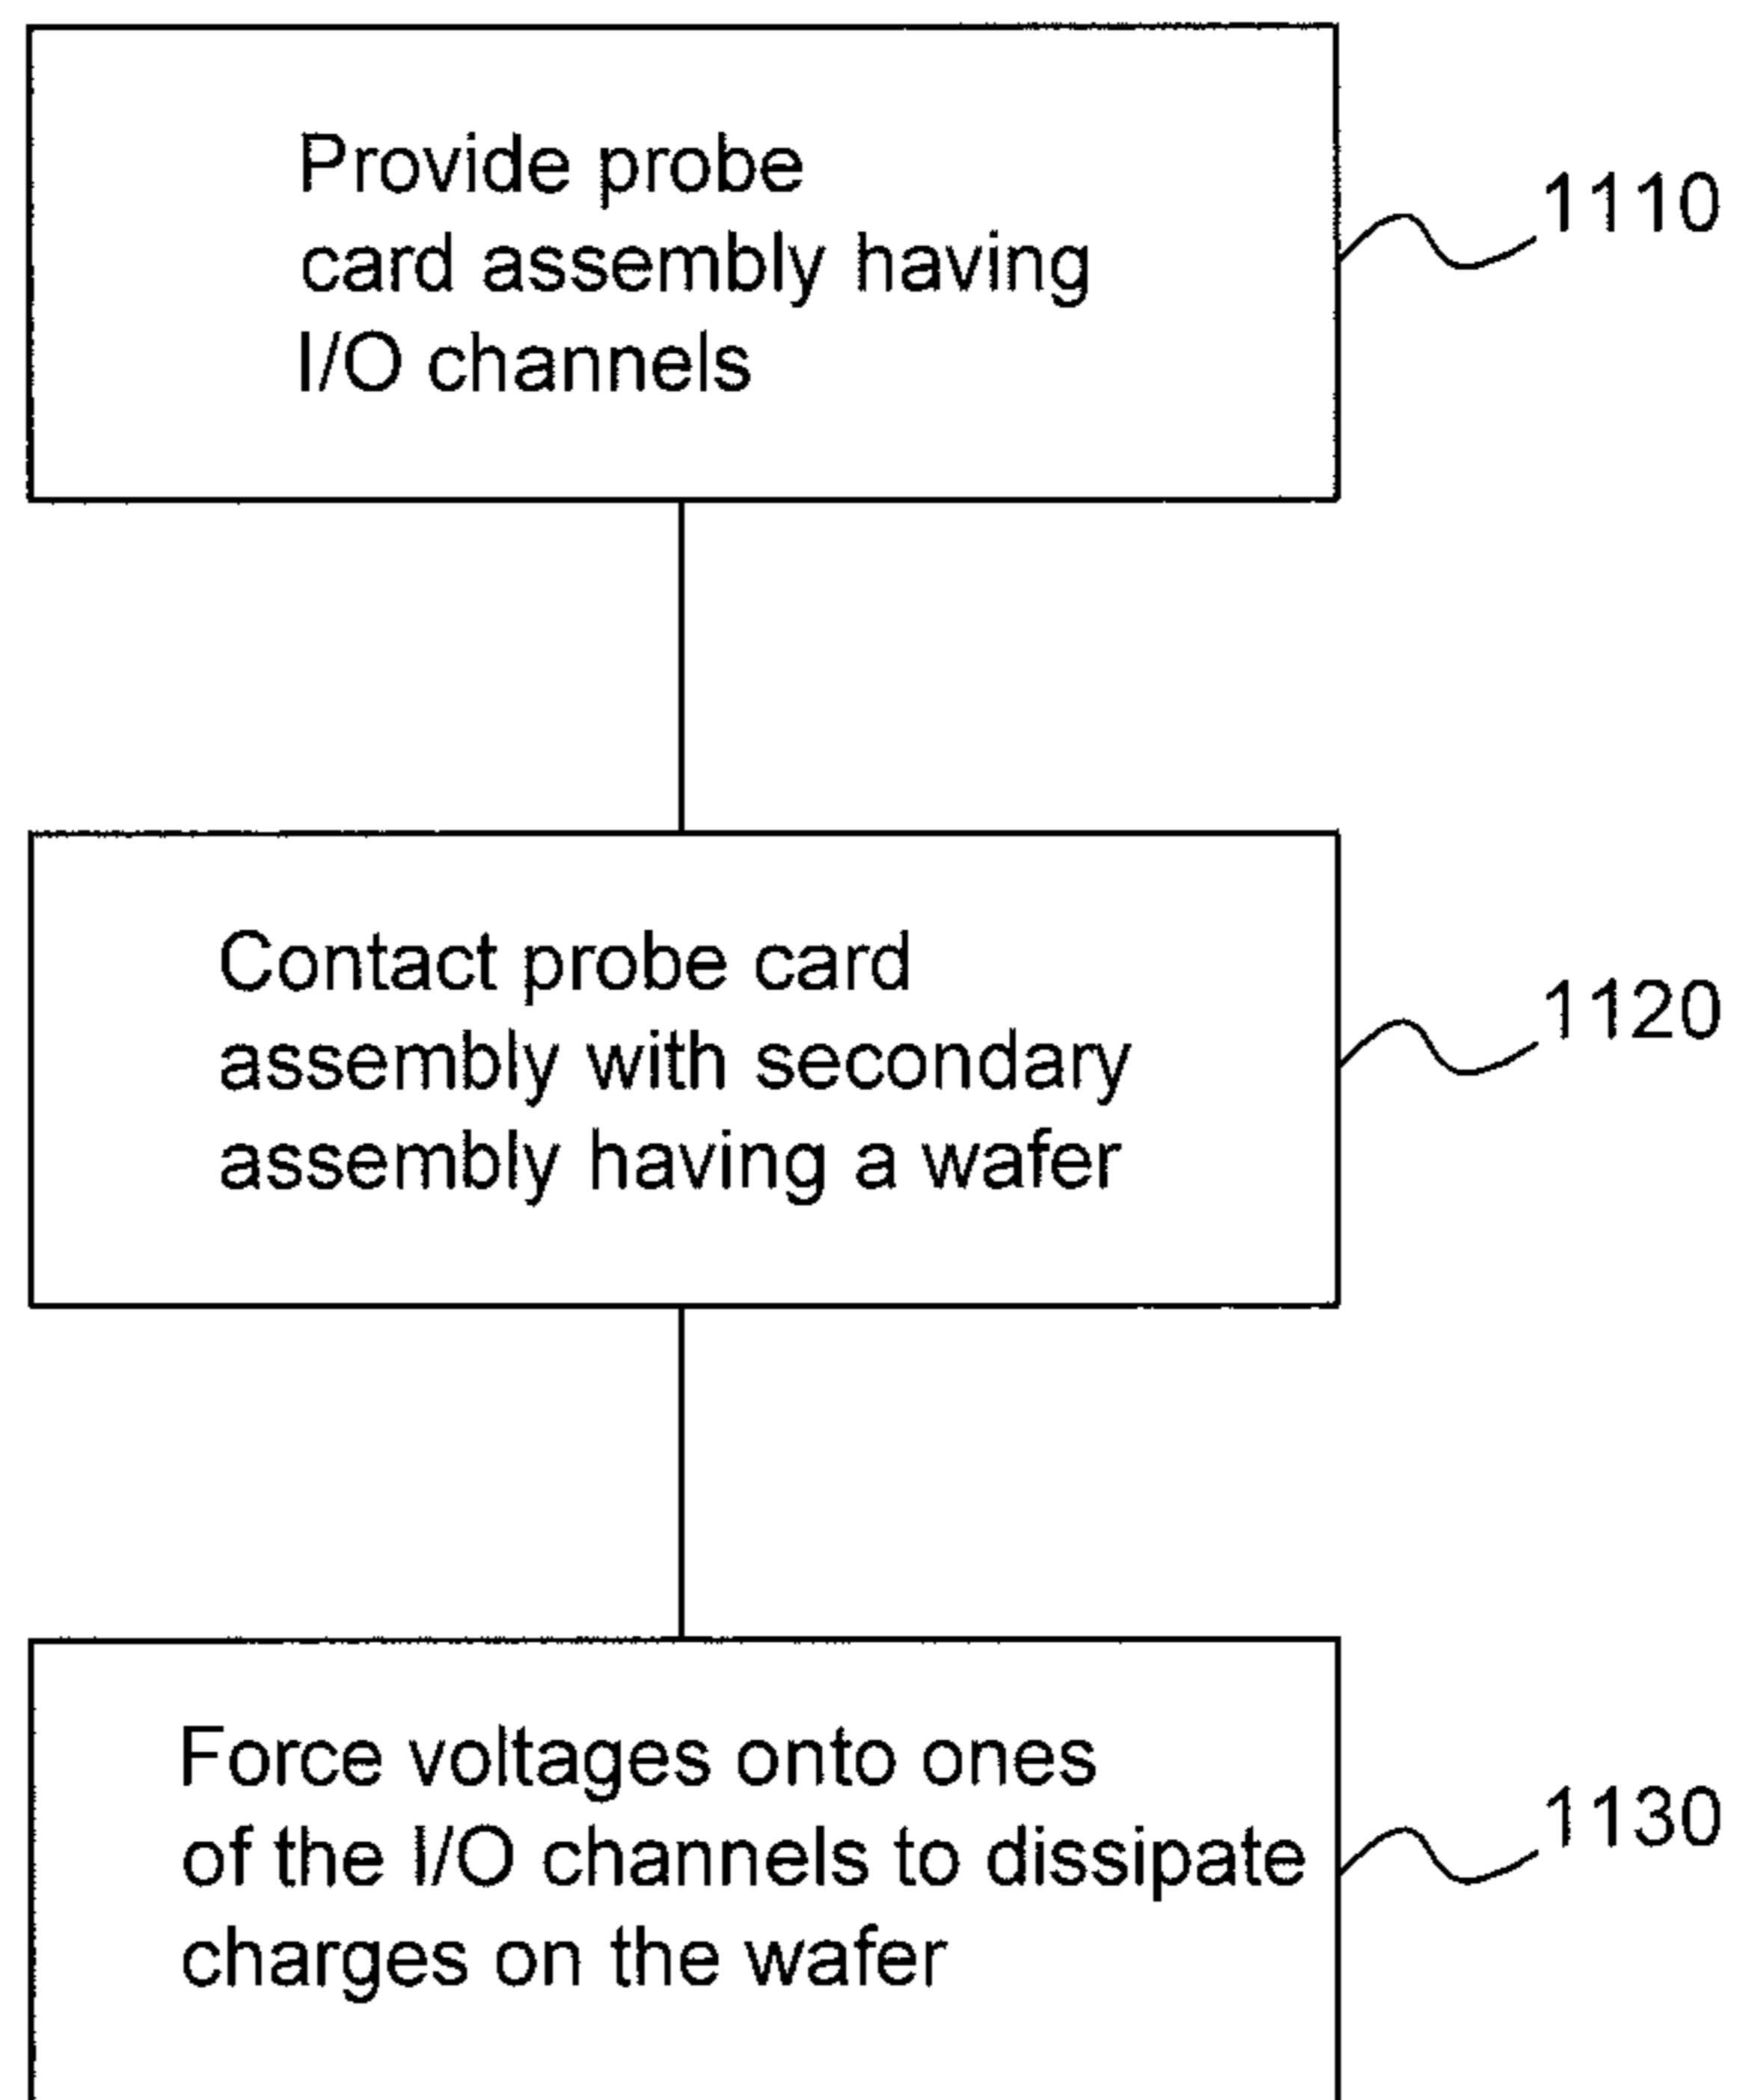 Provide probe
card assembly having
I/O channels
1110
Contact probe card
assembly with secondary
assembly having a wafer
1120
Force voltages onto ones
of the I/O channels to dissipate
charges on the wafer
1130